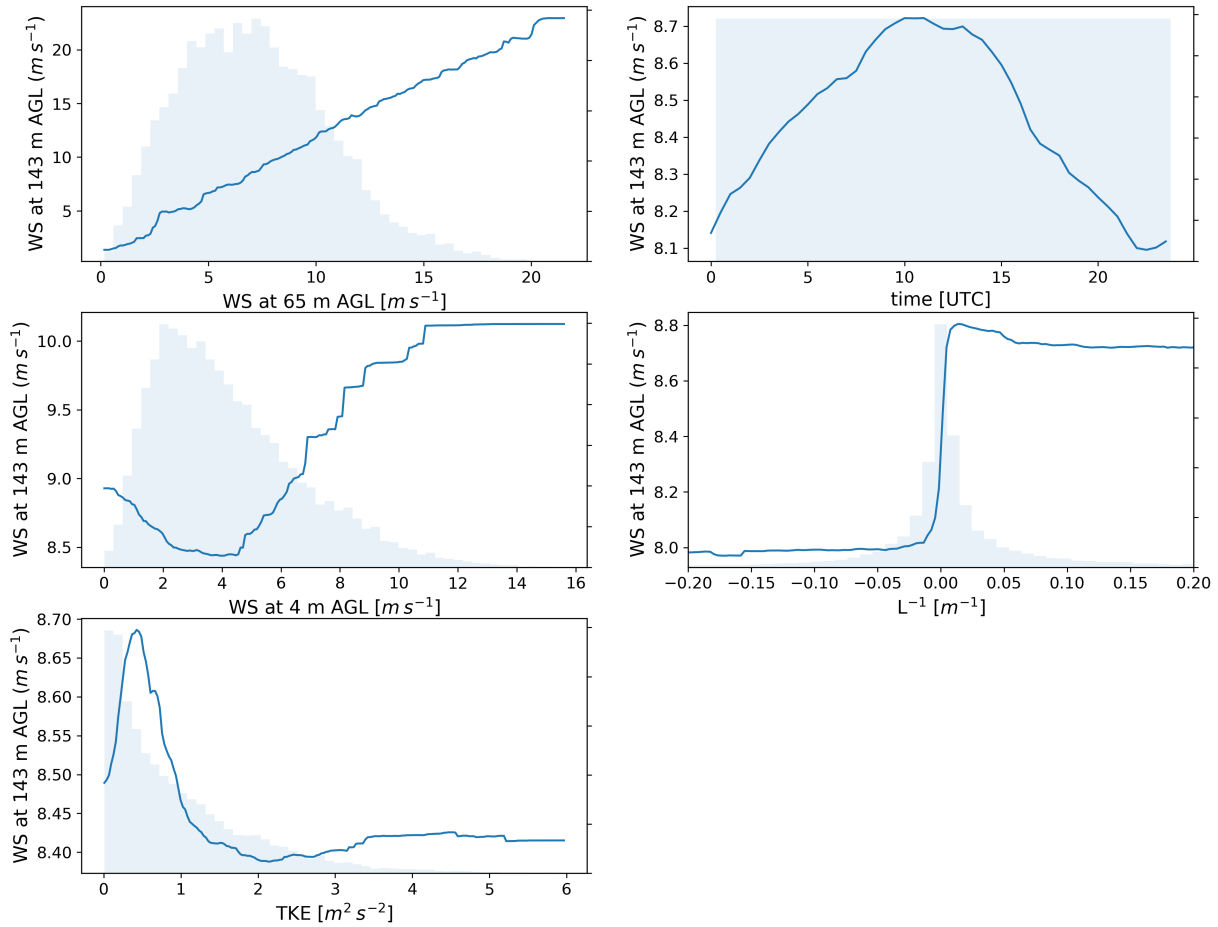 WS at 143 m AGL (m s⁻¹)
20
15
10
5
0 5 10 15 20
WS at 65 m AGL [m s⁻¹]
WS at 143 m AGL (m s⁻¹)
8.7
8.6
8.5
8.4
8.3
8.2
8.1
0 5 10 15 20
time [UTC]
WS at 143 m AGL (m s⁻¹)
10.0
9.5
9.0
8.5
0 2 4 6 8 10 12 14 16
WS at 4 m AGL [m s⁻¹]
WS at 143 m AGL (m s⁻¹)
8.8
8.6
8.4
8.2
8.0
−0.20 −0.15 −0.10 −0.05 0.00 0.05 0.10 0.15 0.20
L⁻¹ [m⁻¹]
WS at 143 m AGL (m s⁻¹)
8.70
8.65
8.60
8.55
8.50
8.45
8.40
0 1 2 3 4 5 6
TKE [m² s⁻²]